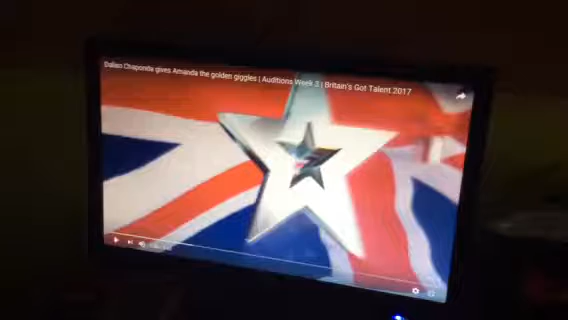 Daliso Chaponda gives Amanda the golden giggles | Auditions Week 3 | Britain's Got Talent 2017